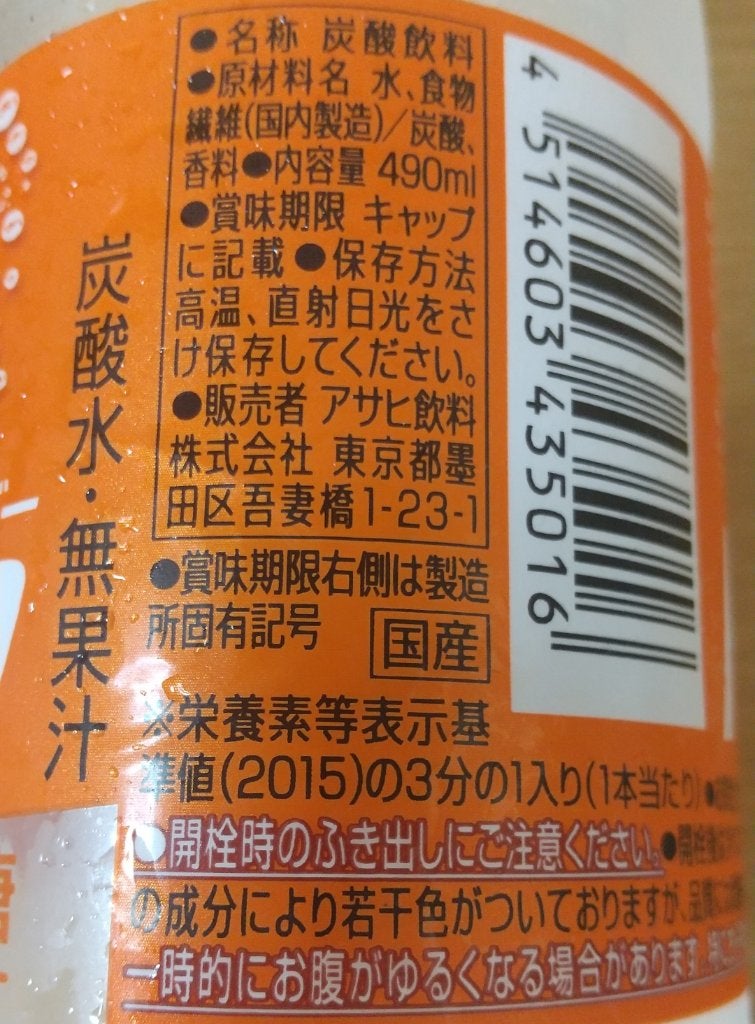 ●名称 炭酸飲料
●原材料名 水、食物
繊維(国内製造)/炭酸、
香料●内容量 490ml
●賞味期限 キャップ
に記載●保存方法
高温、直射日光をさ
け保存してください。
●販売者 アサヒ飲料
株式会社 東京都墨
田区吾妻橋1-23-1
●賞味期限右側は製造
所固有記号 国産
※栄養素等表示基
準値(2015)の3分の1入り(1本当たり)●
●開栓時のふき出しにご注意ください。●開栓後
の成分により若干色がついておりますが、品質
一時的にお腹がゆるくなる場合があります。
炭酸水・無果汁
4 514603 435016